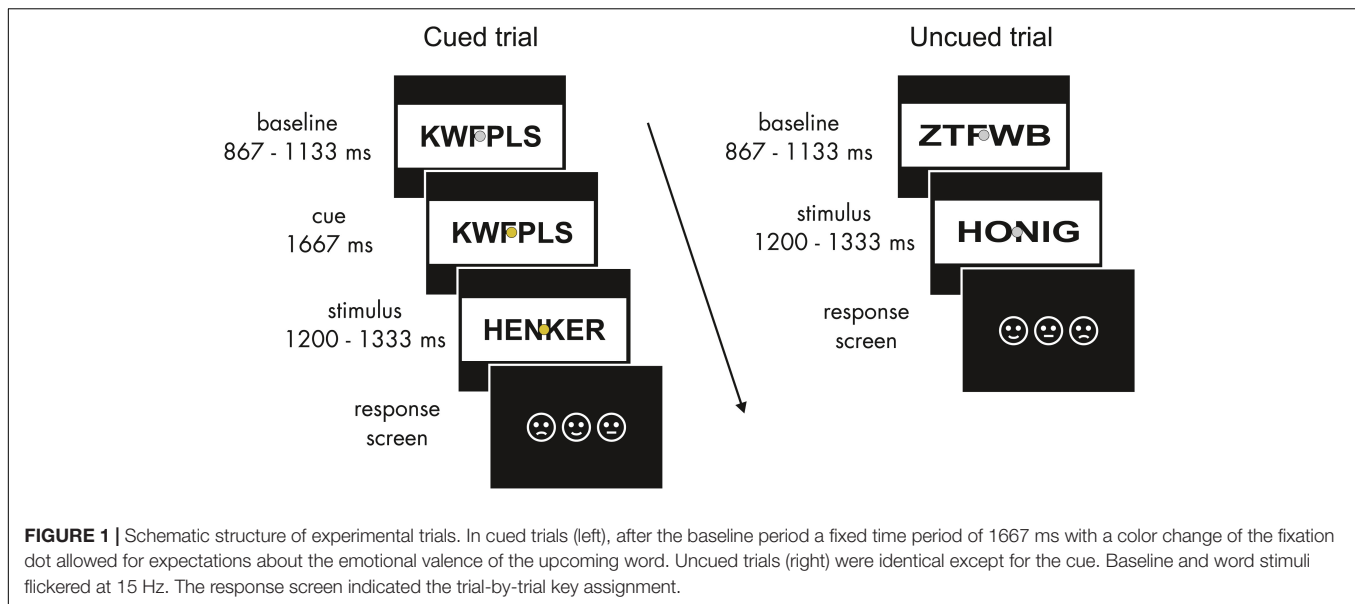 Cued trial
baseline
867 - 1133 ms
KWFPLS
cue
1667 ms
KWFPLS
stimulus
1200 - 1333 ms
HENKER
response
screen
Uncued trial
baseline
867 - 1133 ms
ZTFWB
stimulus
1200 - 1333 ms
HONIG
response
screen
FIGURE 1 | Schematic structure of experimental trials. In cued trials (left), after the baseline period a fixed time period of 1667 ms with a color change of the fixation
dot allowed for expectations about the emotional valence of the upcoming word. Uncued trials (right) were identical except for the cue. Baseline and word stimuli
flickered at 15 Hz. The response screen indicated the trial-by-trial key assignment.